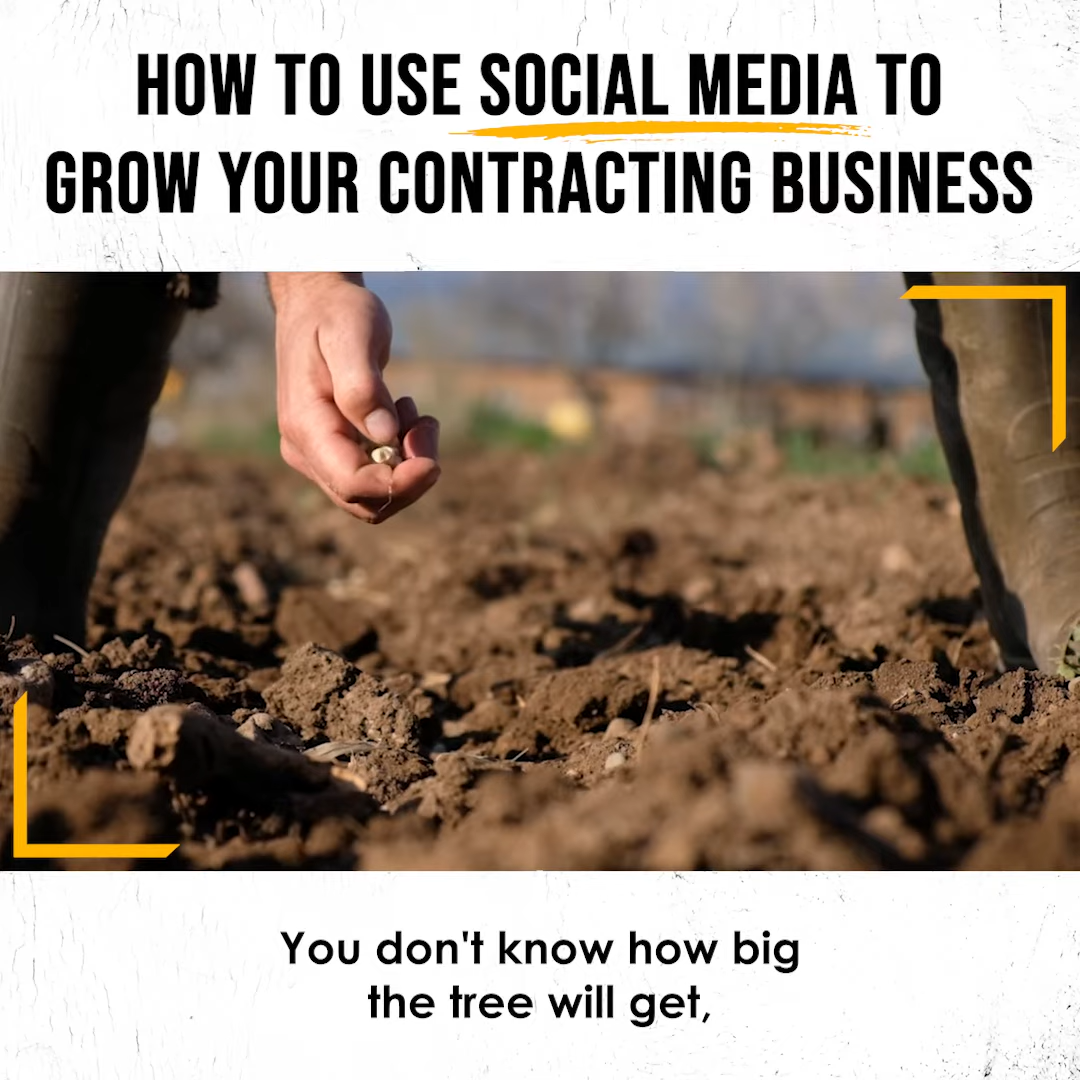 HOW TO USE SOCIAL MEDIA TO
GROW YOUR CONTRACTING BUSINESS
You don't know how big
the tree will get,